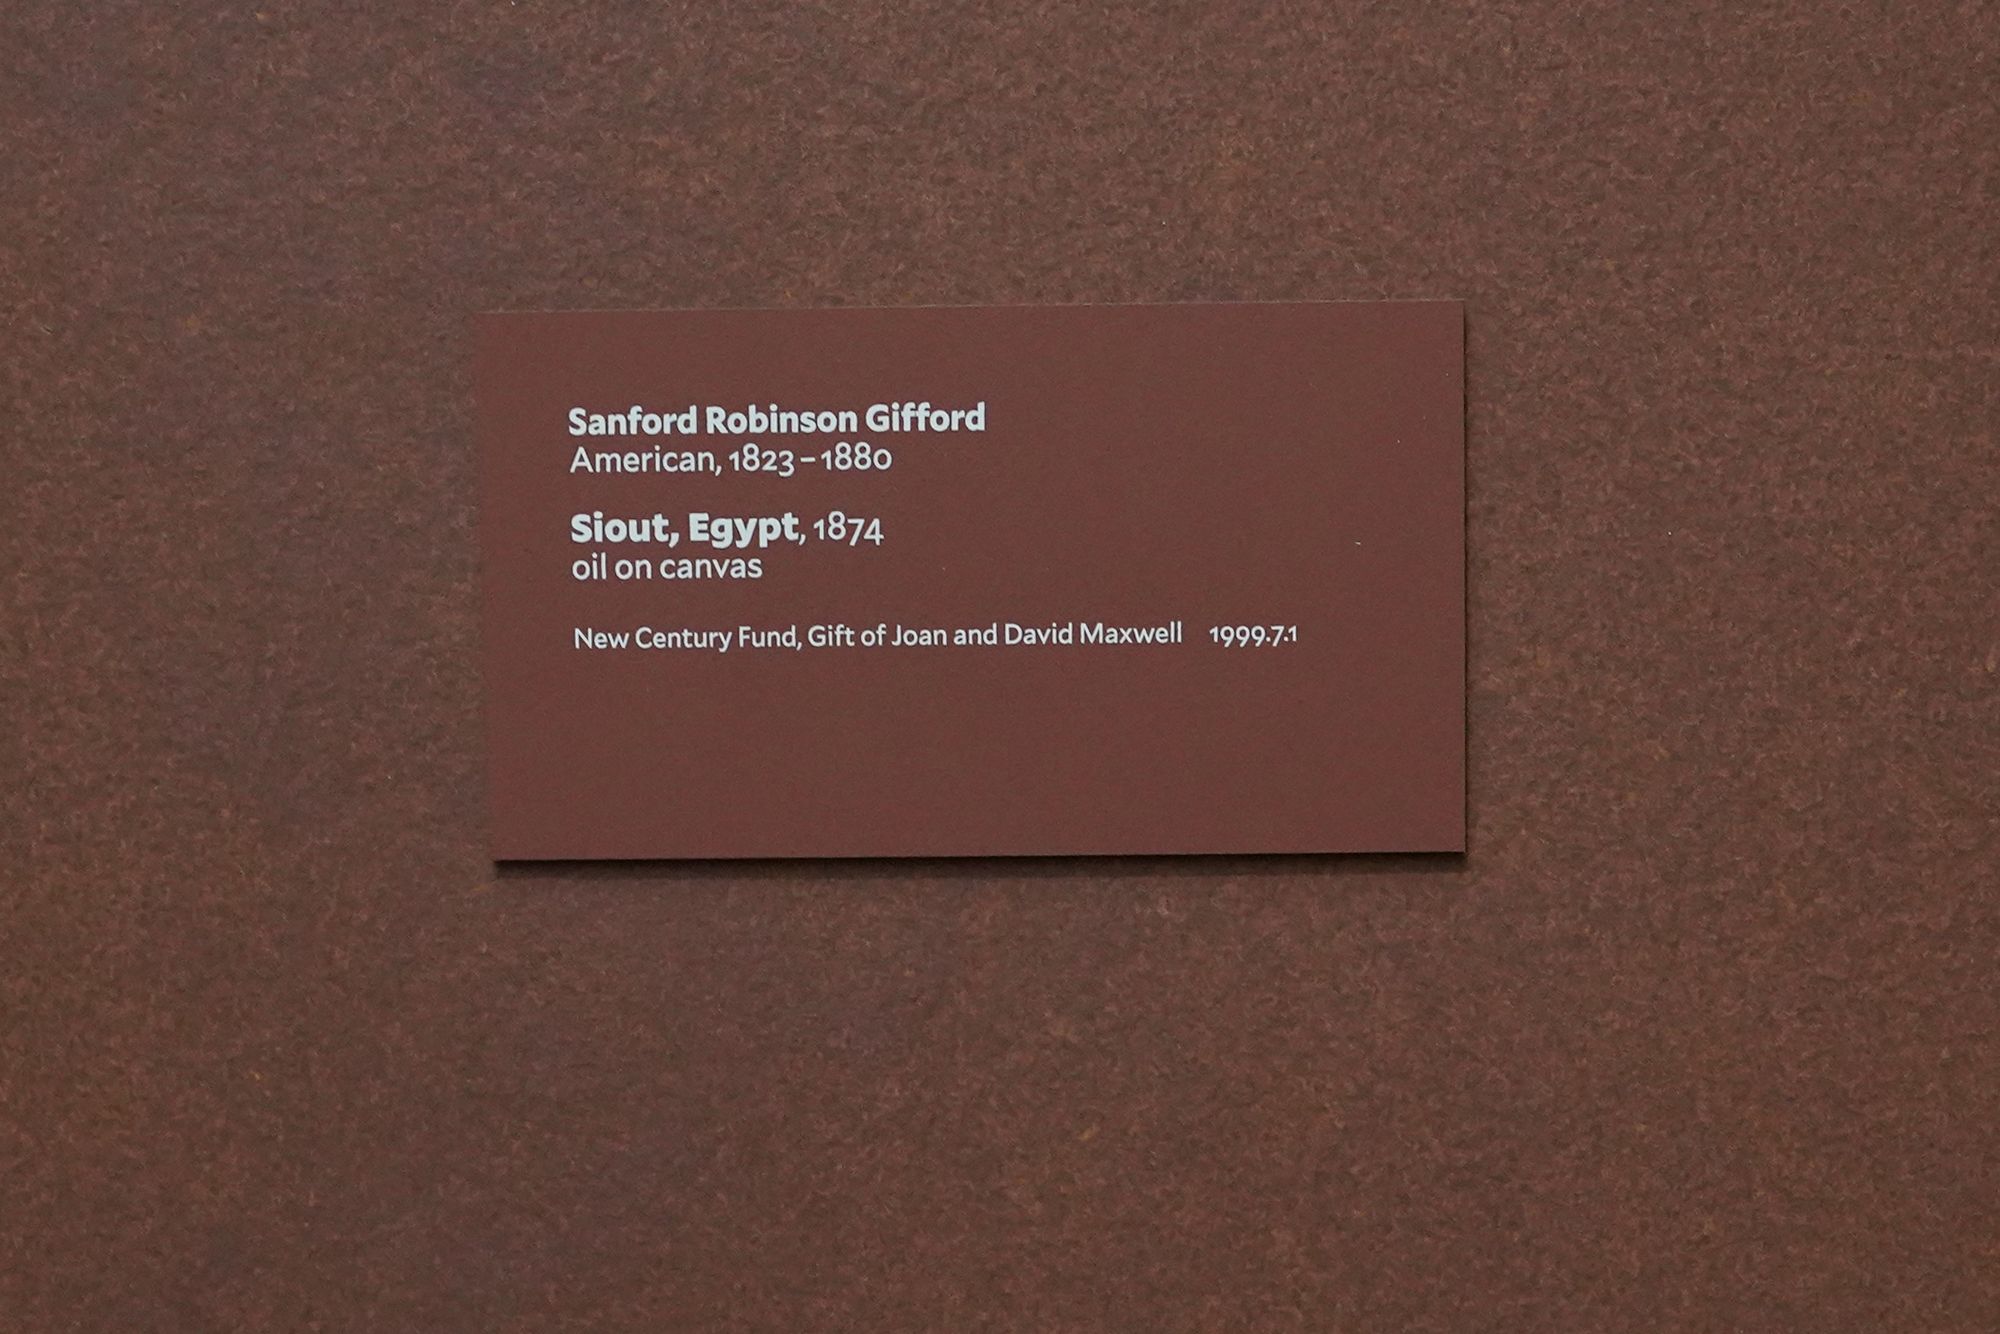 Sanford Robinson Gifford
American, 1823–1880
Siout, Egypt, 1874
oil on canvas
New Century Fund, Gift of Joan and David Maxwell 1999.7.1